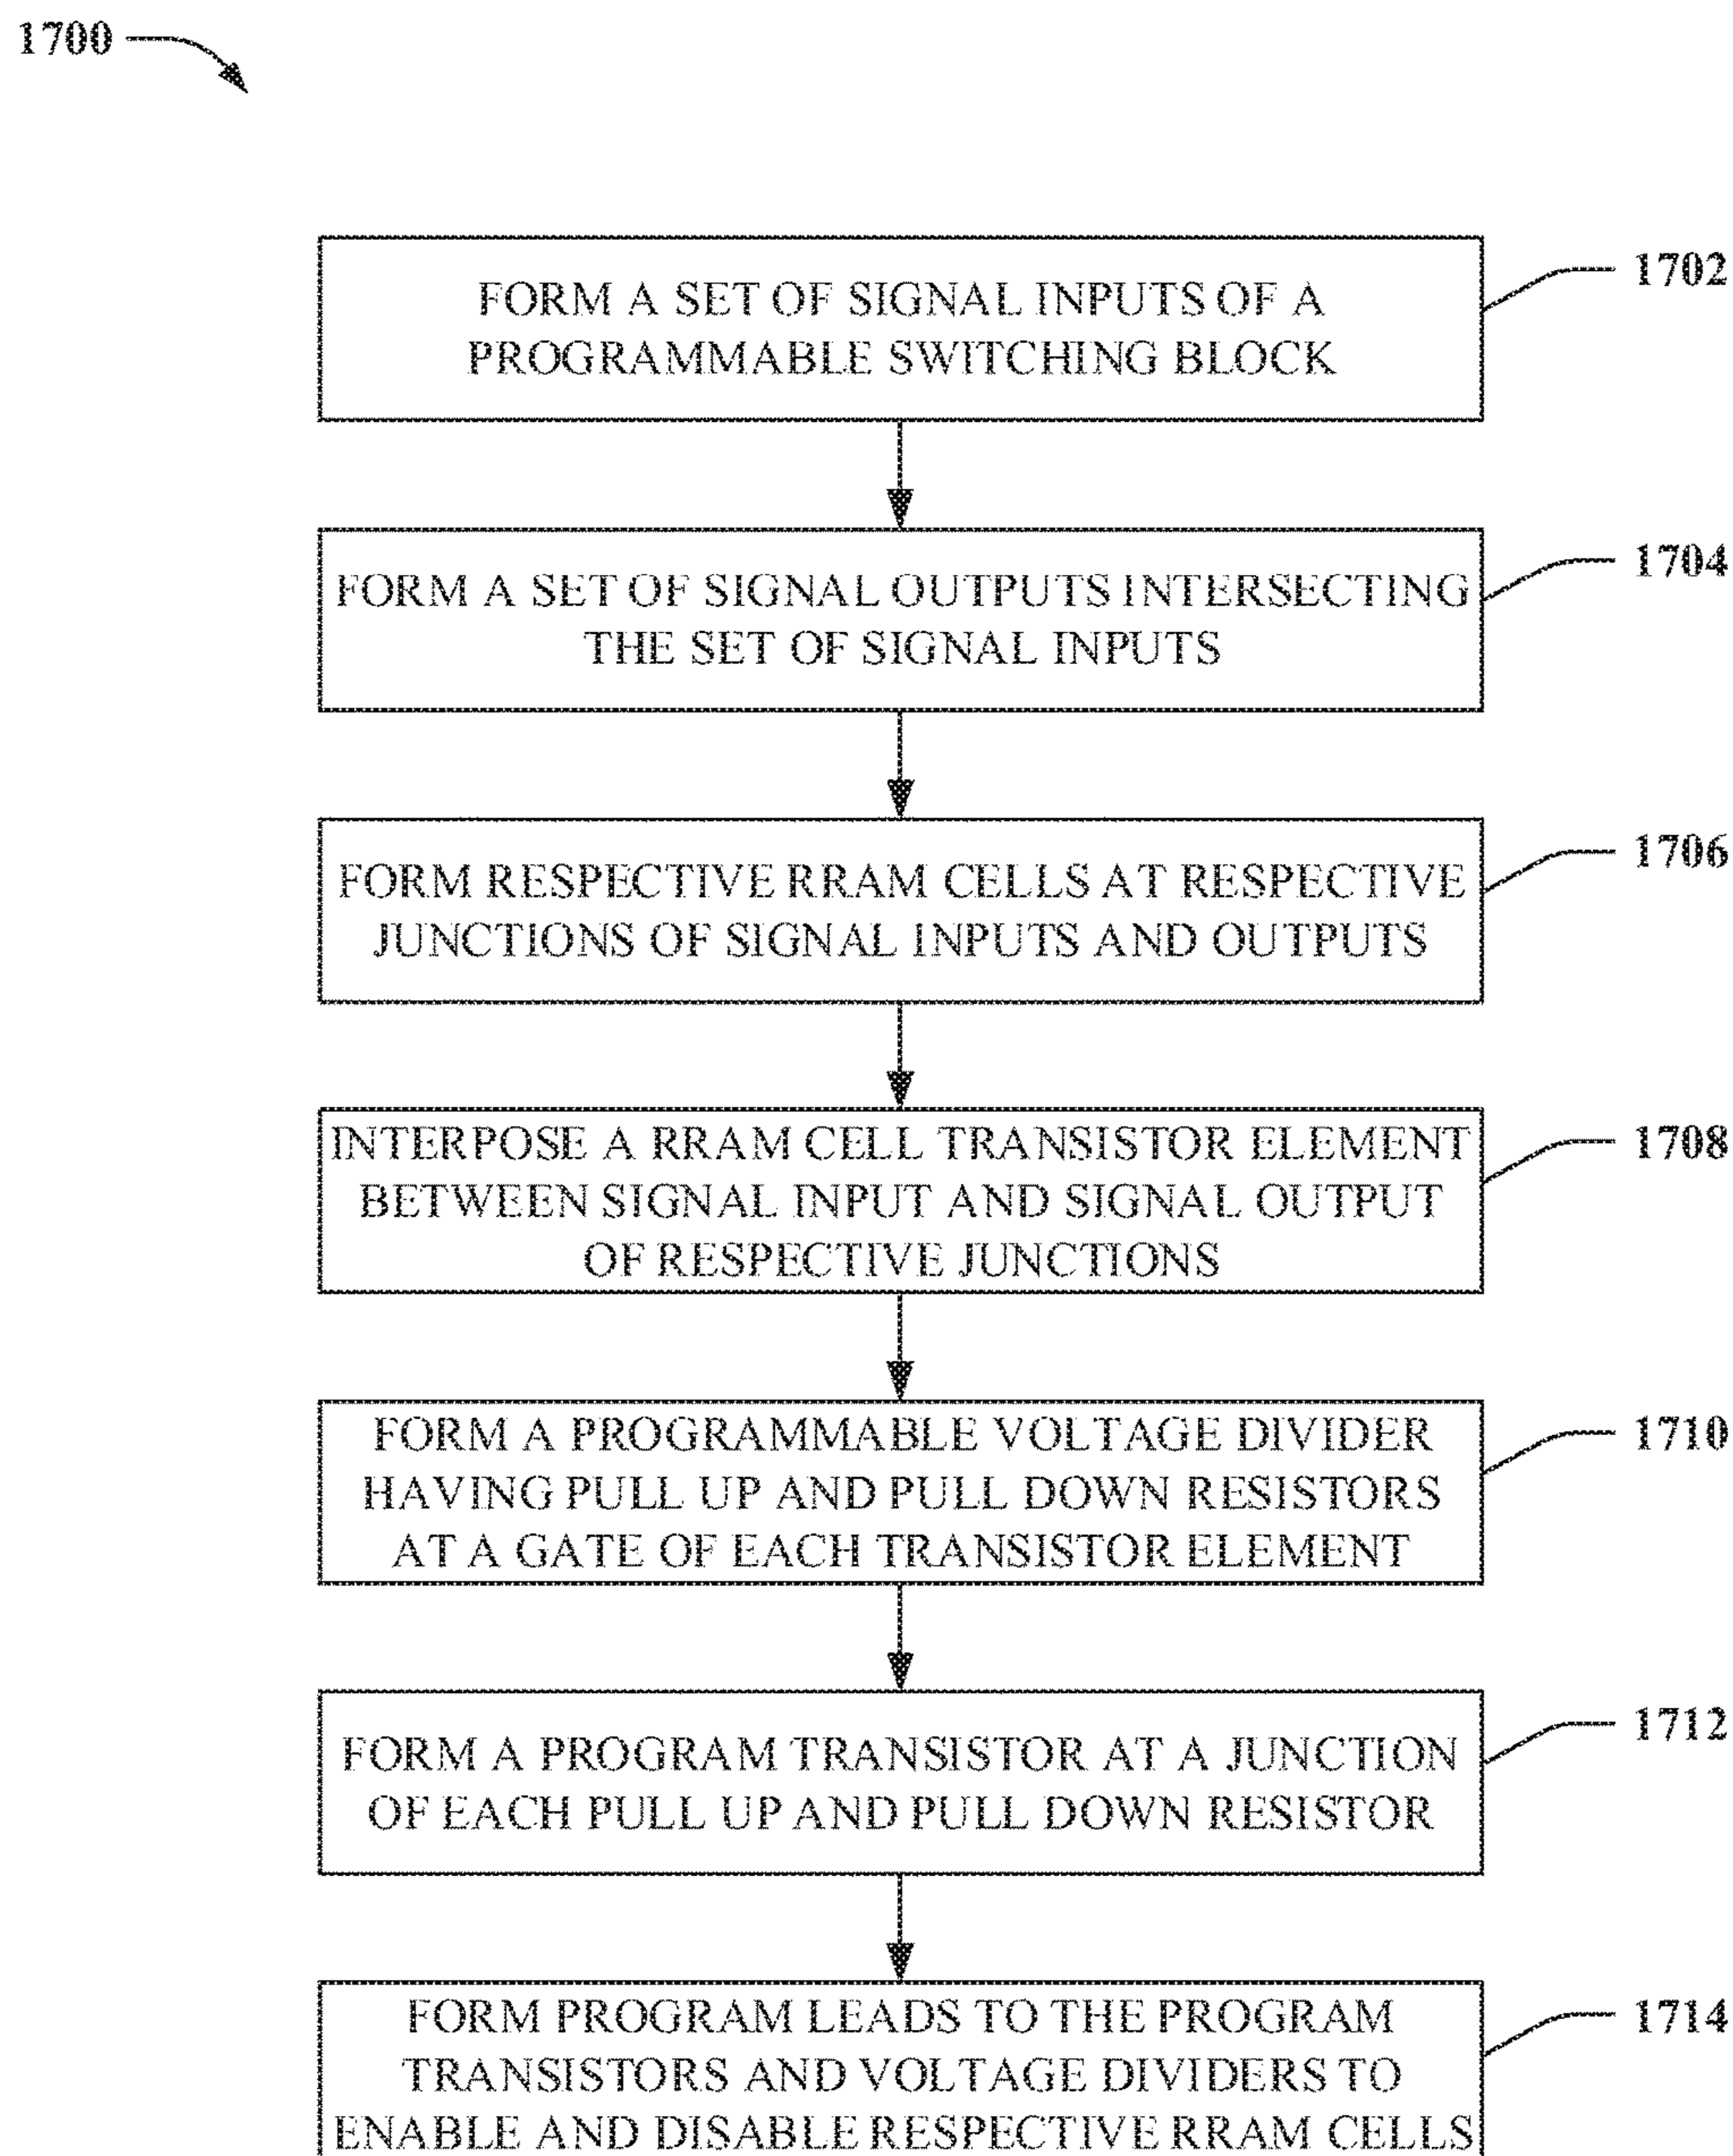 1700
FORM A SET OF SIGNAL INPUTS OF A
PROGRAMMABLE SWITCHING BLOCK
1702
FORM A SET OF SIGNAL OUTPUTS INTERSECTING
THE SET OF SIGNAL INPUTS
1704
FORM RESPECTIVE RRAM CELLS AT RESPECTIVE
JUNCTIONS OF SIGNAL INPUTS AND OUTPUTS
1706
INTERPOSE A RRAM CELL TRANSISTOR ELEMENT
BETWEEN SIGNAL INPUT AND SIGNAL OUTPUT
OF RESPECTIVE JUNCTIONS
1708
FORM A PROGRAMMABLE VOLTAGE DIVIDER
HAVING PULL UP AND PULL DOWN RESISTORS
AT A GATE OF EACH TRANSISTOR ELEMENT
1710
FORM A PROGRAM TRANSISTOR AT A JUNCTION
OF EACH PULL UP AND PULL DOWN RESISTOR
1712
FORM PROGRAM LEADS TO THE PROGRAM
TRANSISTORS AND VOLTAGE DIVIDERS TO
ENABLE AND DISABLE RESPECTIVE RRAM CELLS
1714